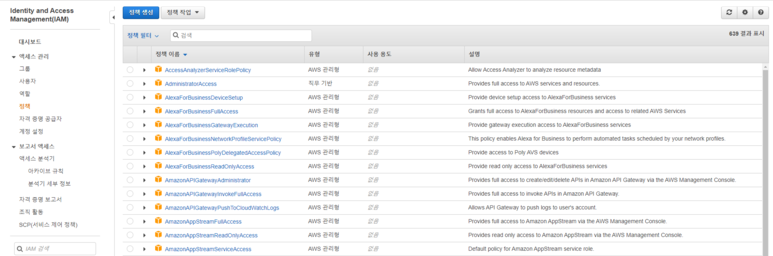 Identity and Access
Management(IAM)
대시보드
액세스 관리
그룹
사용자
역할
정책
자격 증명 공급자
계정 설정
보고서 액세스
액세스 분석기
아카이브 규칙
분석기 세부 정보
자격 증명 보고서
조직 활동
SCP(서비스 제어 정책)
IAM 검색
정책 생성 정책 작업
정책 필터 검색 639 결과 표시
정책 이름 유형 사용 용도 설명
AccessAnalyzerServiceRolePolicy AWS 관리형 없음 Allow Access Analyzer to analyze resource metadata
AdministratorAccess 직무 기반 없음 Provides full access to AWS services and resources.
AlexaForBusinessDeviceSetup AWS 관리형 없음 Provide device setup access to AlexaForBusiness services
AlexaForBusinessFullAccess AWS 관리형 없음 Grants full access to AlexaForBusiness resources and access to related AWS Services
AlexaForBusinessGatewayExecution AWS 관리형 없음 Provide gateway execution access to AlexaForBusiness services
AlexaForBusinessNetworkProfileServicePolicy AWS 관리형 없음 This policy enables Alexa for Business to perform automated tasks scheduled by your network profiles.
AlexaForBusinessPolyDelegatedAccessPolicy AWS 관리형 없음 Provide access to Poly AVS devices
AlexaForBusinessReadOnlyAccess AWS 관리형 없음 Provide read only access to AlexaForBusiness services
AmazonAPIGatewayAdministrator AWS 관리형 없음 Provides full access to create/edit/delete APIs in Amazon API Gateway via the AWS Management Console.
AmazonAPIGatewayInvokeFullAccess AWS 관리형 없음 Provides full access to invoke APIs in Amazon API Gateway.
AmazonAPIGatewayPushToCloudWatchLogs AWS 관리형 없음 Allows API Gateway to push logs to user's account.
AmazonAppStreamFullAccess AWS 관리형 없음 Provides full access to Amazon AppStream via the AWS Management Console.
AmazonAppStreamReadOnlyAccess AWS 관리형 없음 Provides read only access to Amazon AppStream via the AWS Management Console.
AmazonAppStreamServiceAccess AWS 관리형 없음 Default policy for Amazon AppStream service role.